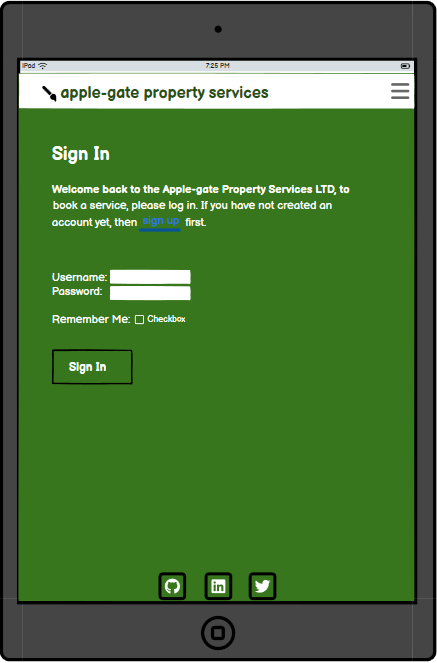 iPad 7:25 PM
apple-gate property services
Sign In
Welcome back to the Apple-gate Property Services LTD, to
book a service, please log in. If you have not created an
account yet, then sign up first.
Username:
Password:
Remember Me: Checkbox
Sign In
in